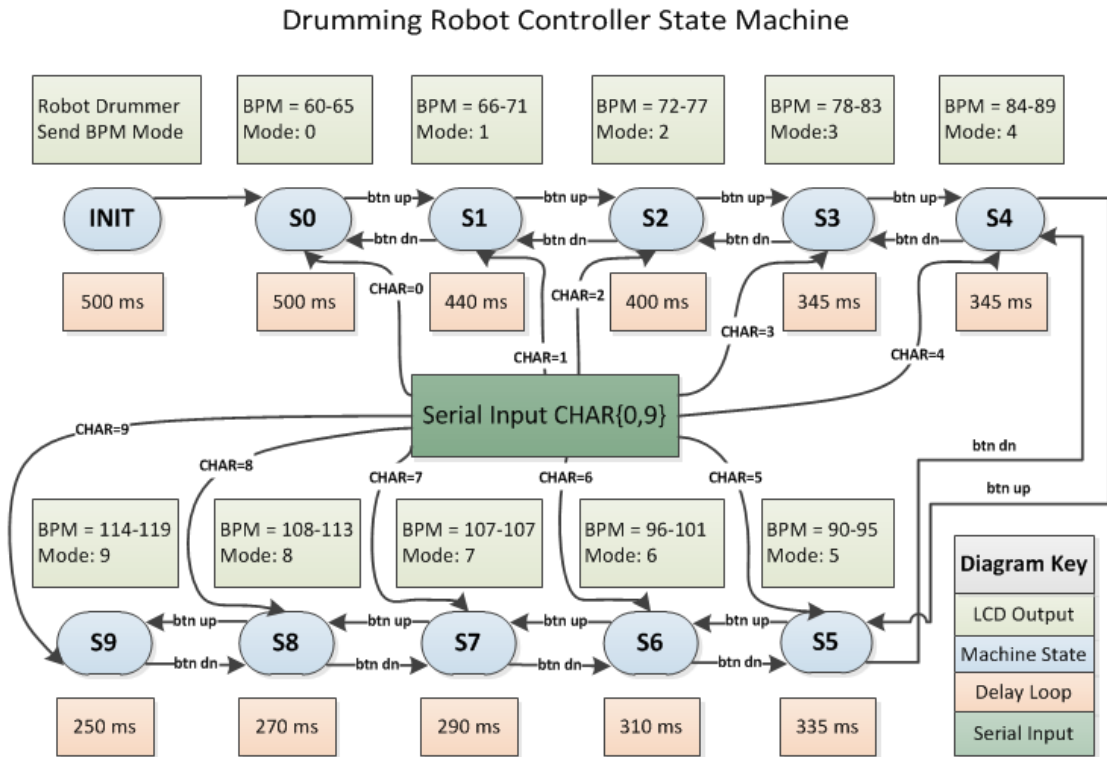 Drumming Robot Controller State Machine
Robot Drummer
Send BPM Mode
BPM = 60-65
Mode: 0
BPM = 66-71
Mode: 1
BPM = 72-77
Mode: 2
BPM = 78-83
Mode:3
BPM = 84-89
Mode: 4
INIT
S0
btn up
btn dn
S1
btn up
btn dn
S2
btn up
btn dn
S3
btn up
btn dn
S4
500 ms
500 ms
440 ms
400 ms
345 ms
345 ms
CHAR=0
CHAR=1
CHAR=2
CHAR=3
CHAR=4
Serial Input CHAR{0,9}
CHAR=9
CHAR=8
CHAR=7
CHAR=6
CHAR=5
btn dn
btn up
BPM = 114-119
Mode: 9
BPM = 108-113
Mode: 8
BPM = 107-107
Mode: 7
BPM = 96-101
Mode: 6
BPM = 90-95
Mode: 5
S9
btn up
btn dn
S8
btn up
btn dn
S7
btn up
btn dn
S6
btn up
btn dn
S5
250 ms
270 ms
290 ms
310 ms
335 ms
Diagram Key
LCD Output
Machine State
Delay Loop
Serial Input